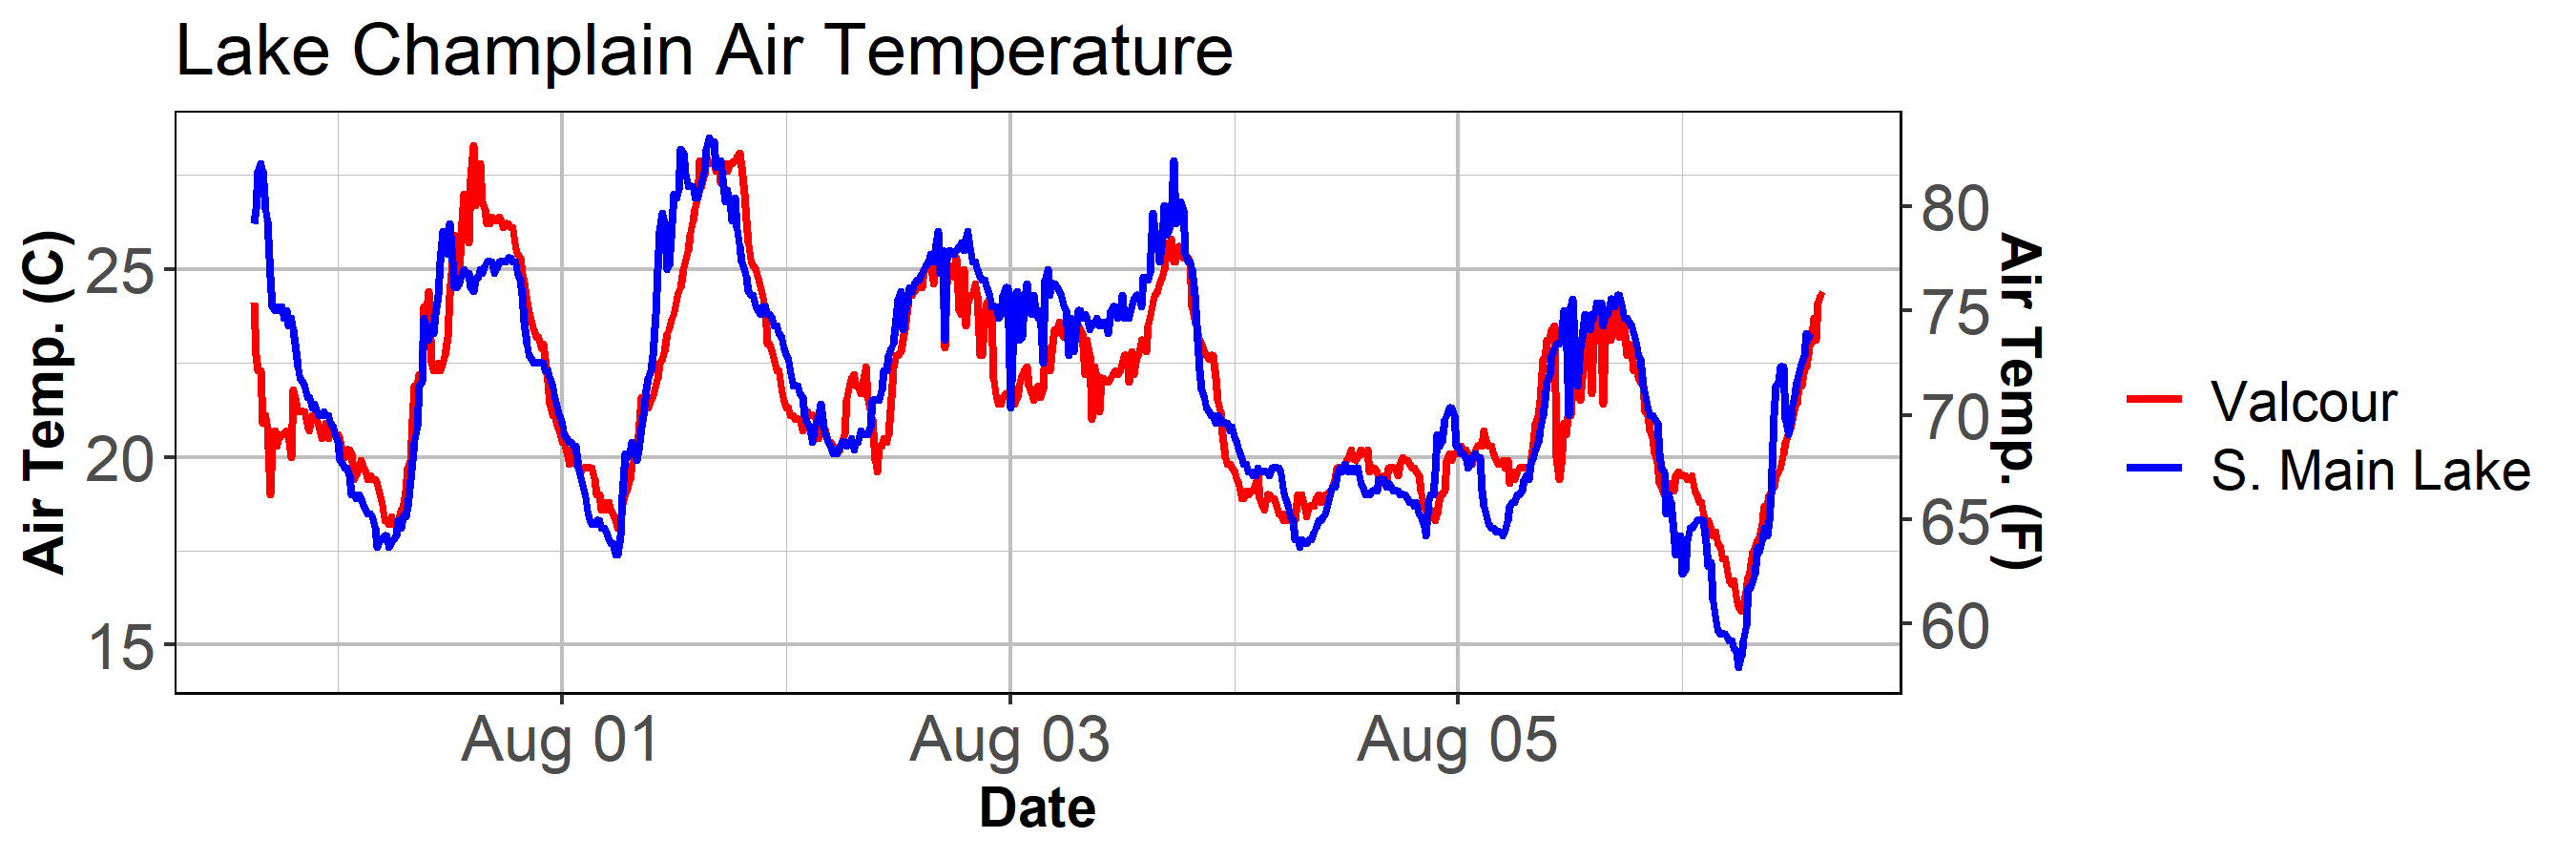 Lake Champlain Air Temperature
Air Temp. (C)
25
20
15
80
75
70
65
60
Air Temp. (F)
Aug 01
Aug 03
Aug 05
Date
Valcour
S. Main Lake